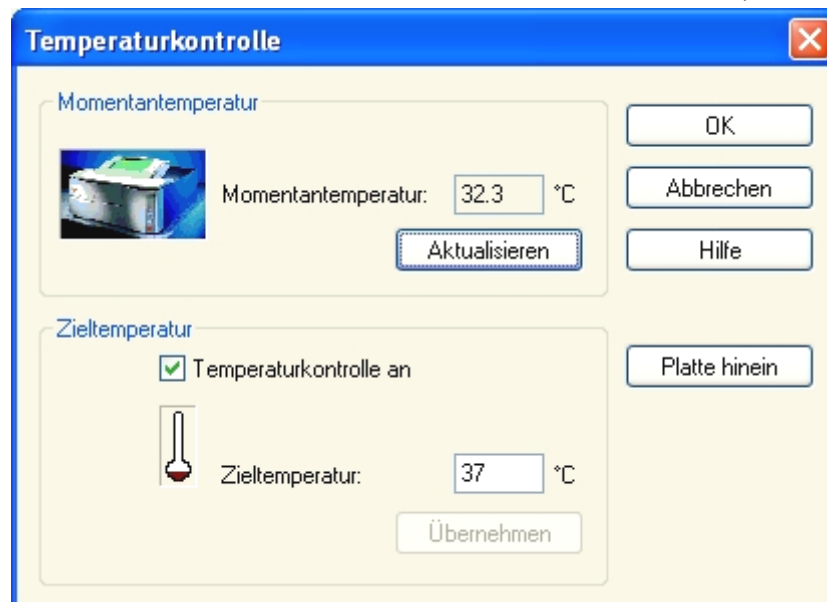 Temperaturkontrolle
Momentantemperatur
Momentantemperatur: 32.3 °C
Aktualisieren
OK
Abbrechen
Hilfe
Zieltemperatur
Temperaturkontrolle an
Zieltemperatur: 37 °C
Übernehmen
Platte hinein